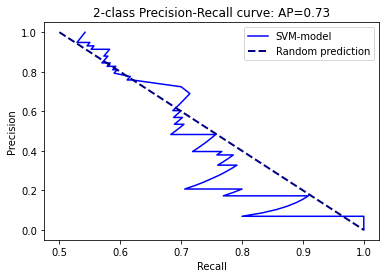 2-class Precision-Recall curve: AP=0.73
SVM-model
Random prediction
Precision
1.0
0.8
0.6
0.4
0.2
0.0
0.5 0.6 0.7 0.8 0.9 1.0
Recall